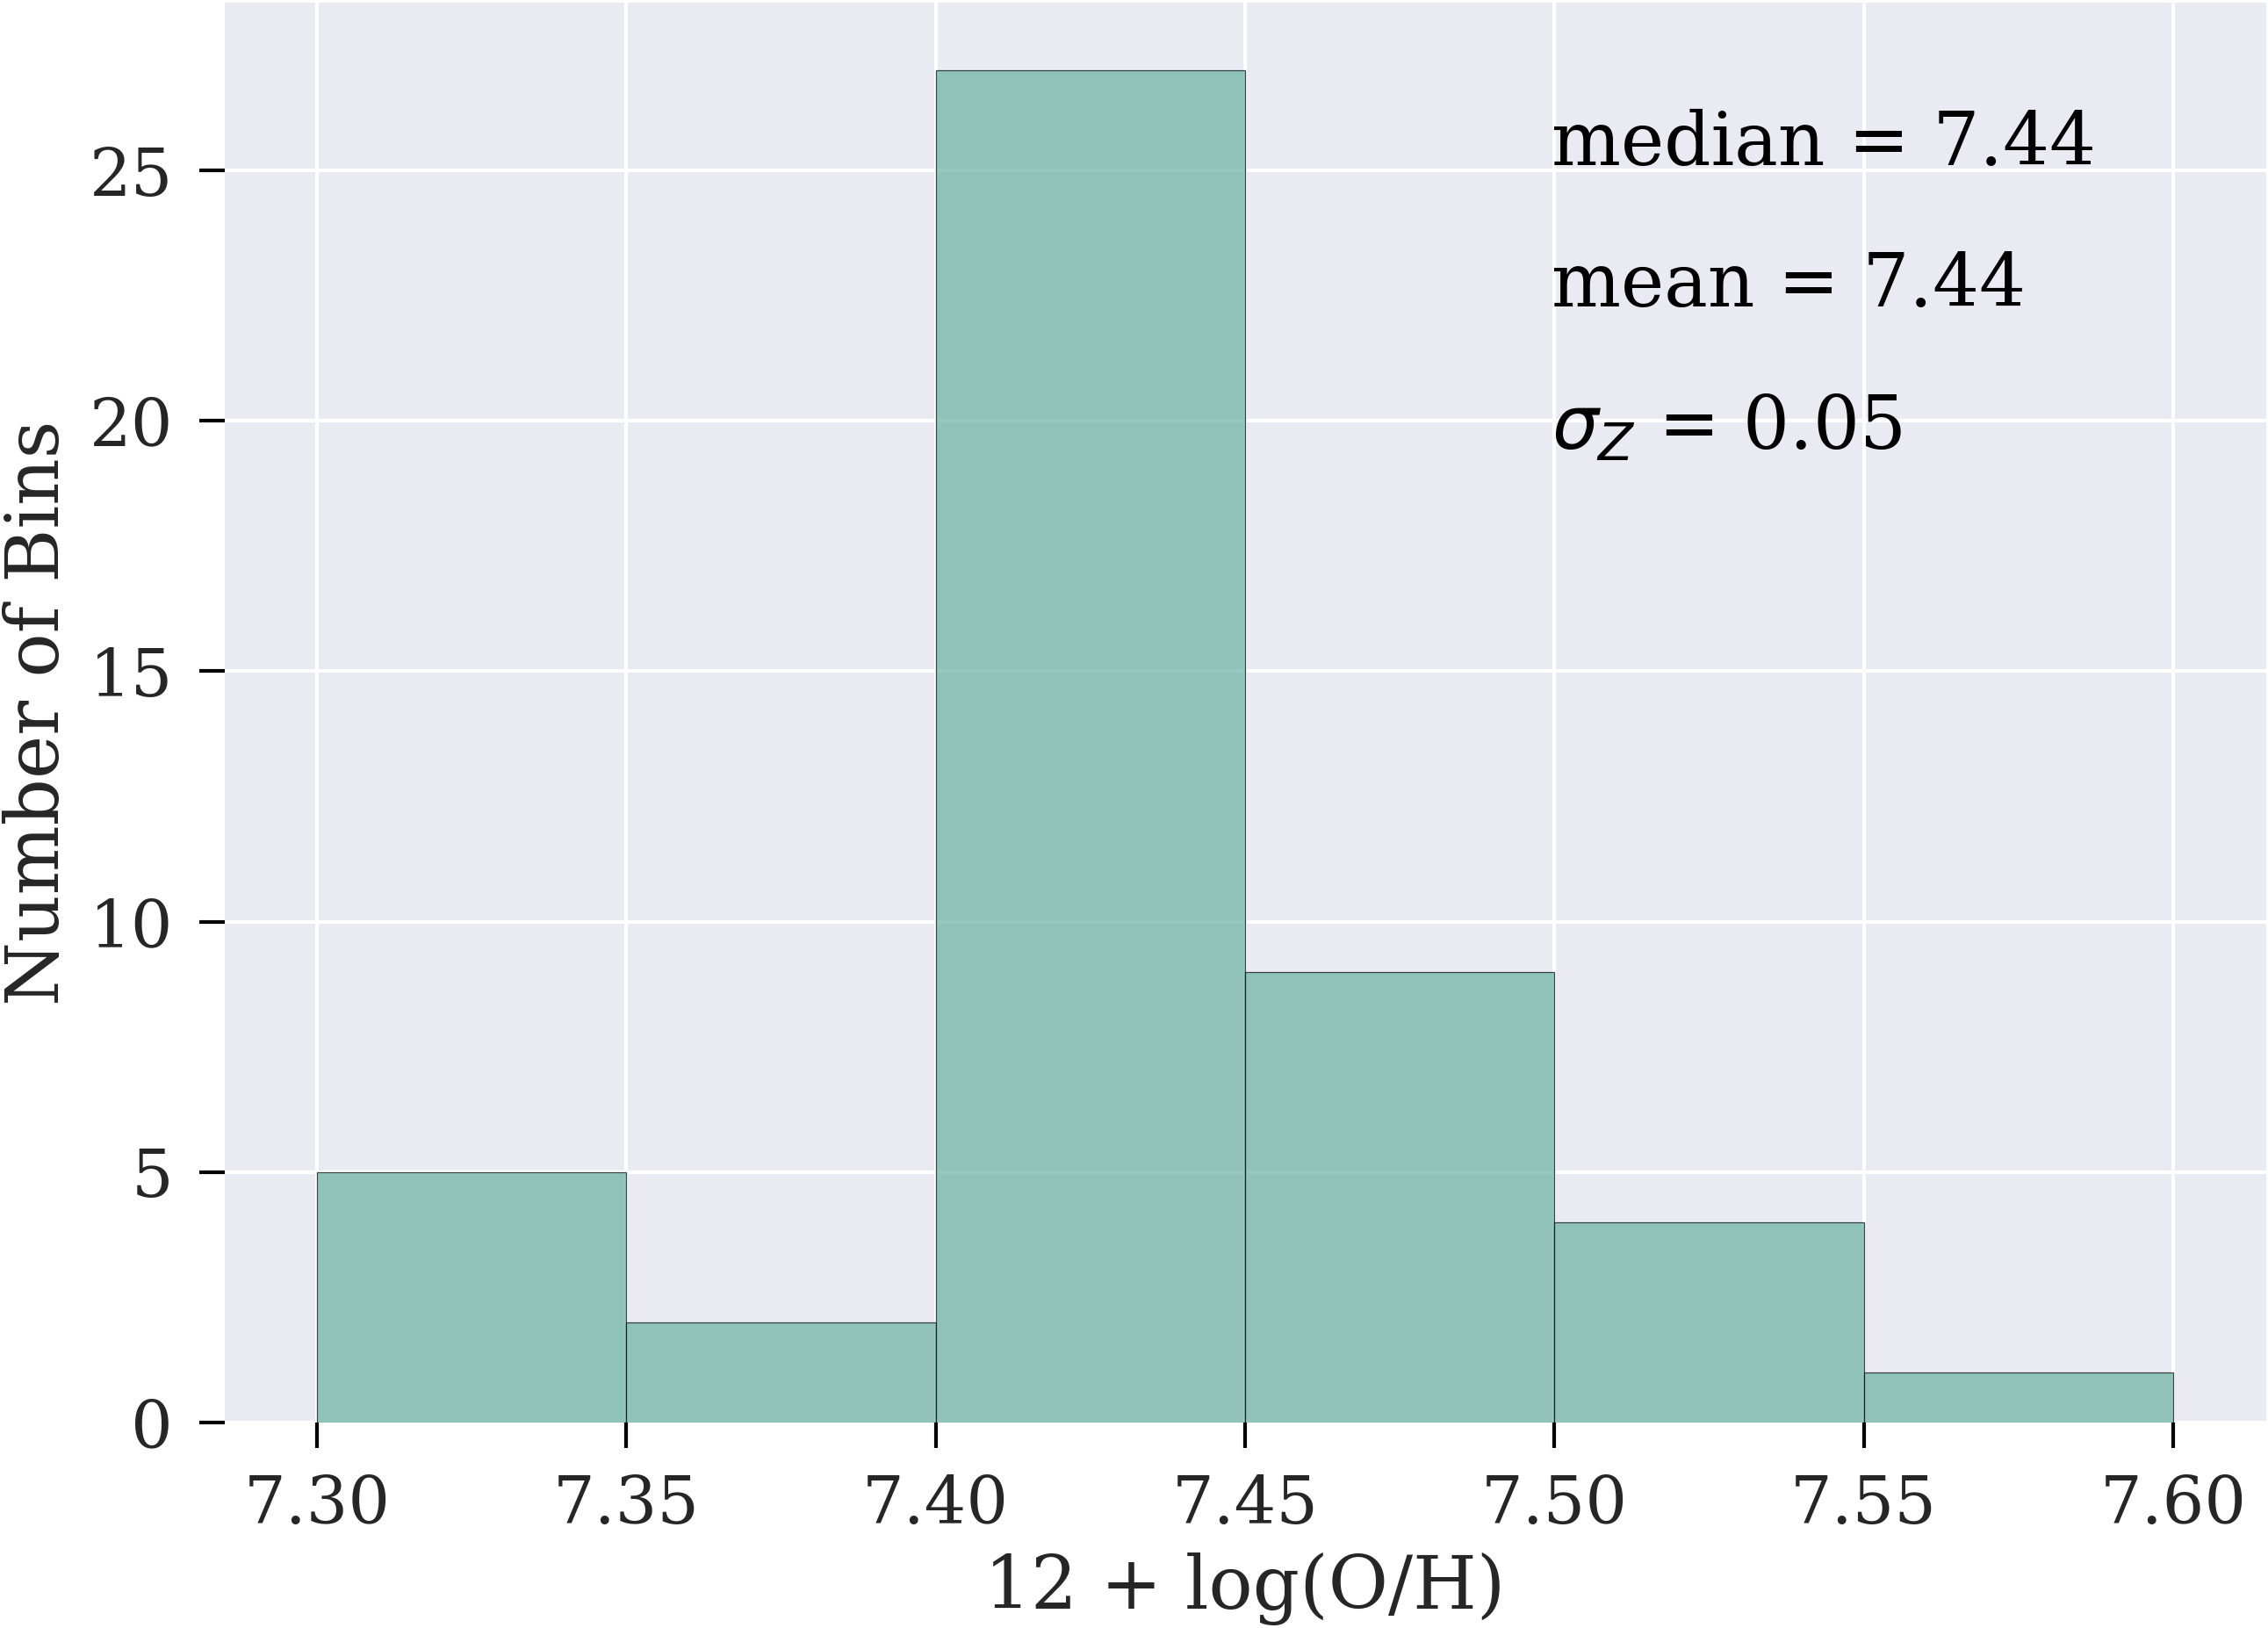 median = 7.44
mean = 7.44
σ_Z = 0.05
Number of Bins
25
20
15
10
5
0
7.30 7.35 7.40 7.45 7.50 7.55 7.60
12 + log(O/H)